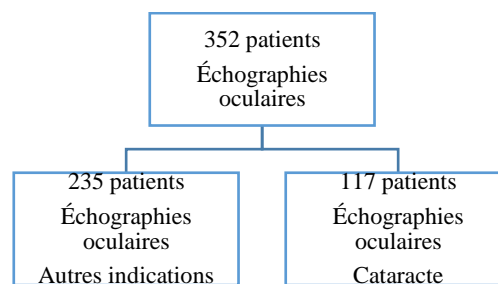 352 patients
Échographies
oculaires
235 patients
Échographies
oculaires
Autres indications
117 patients
Échographies
oculaires
Cataracte